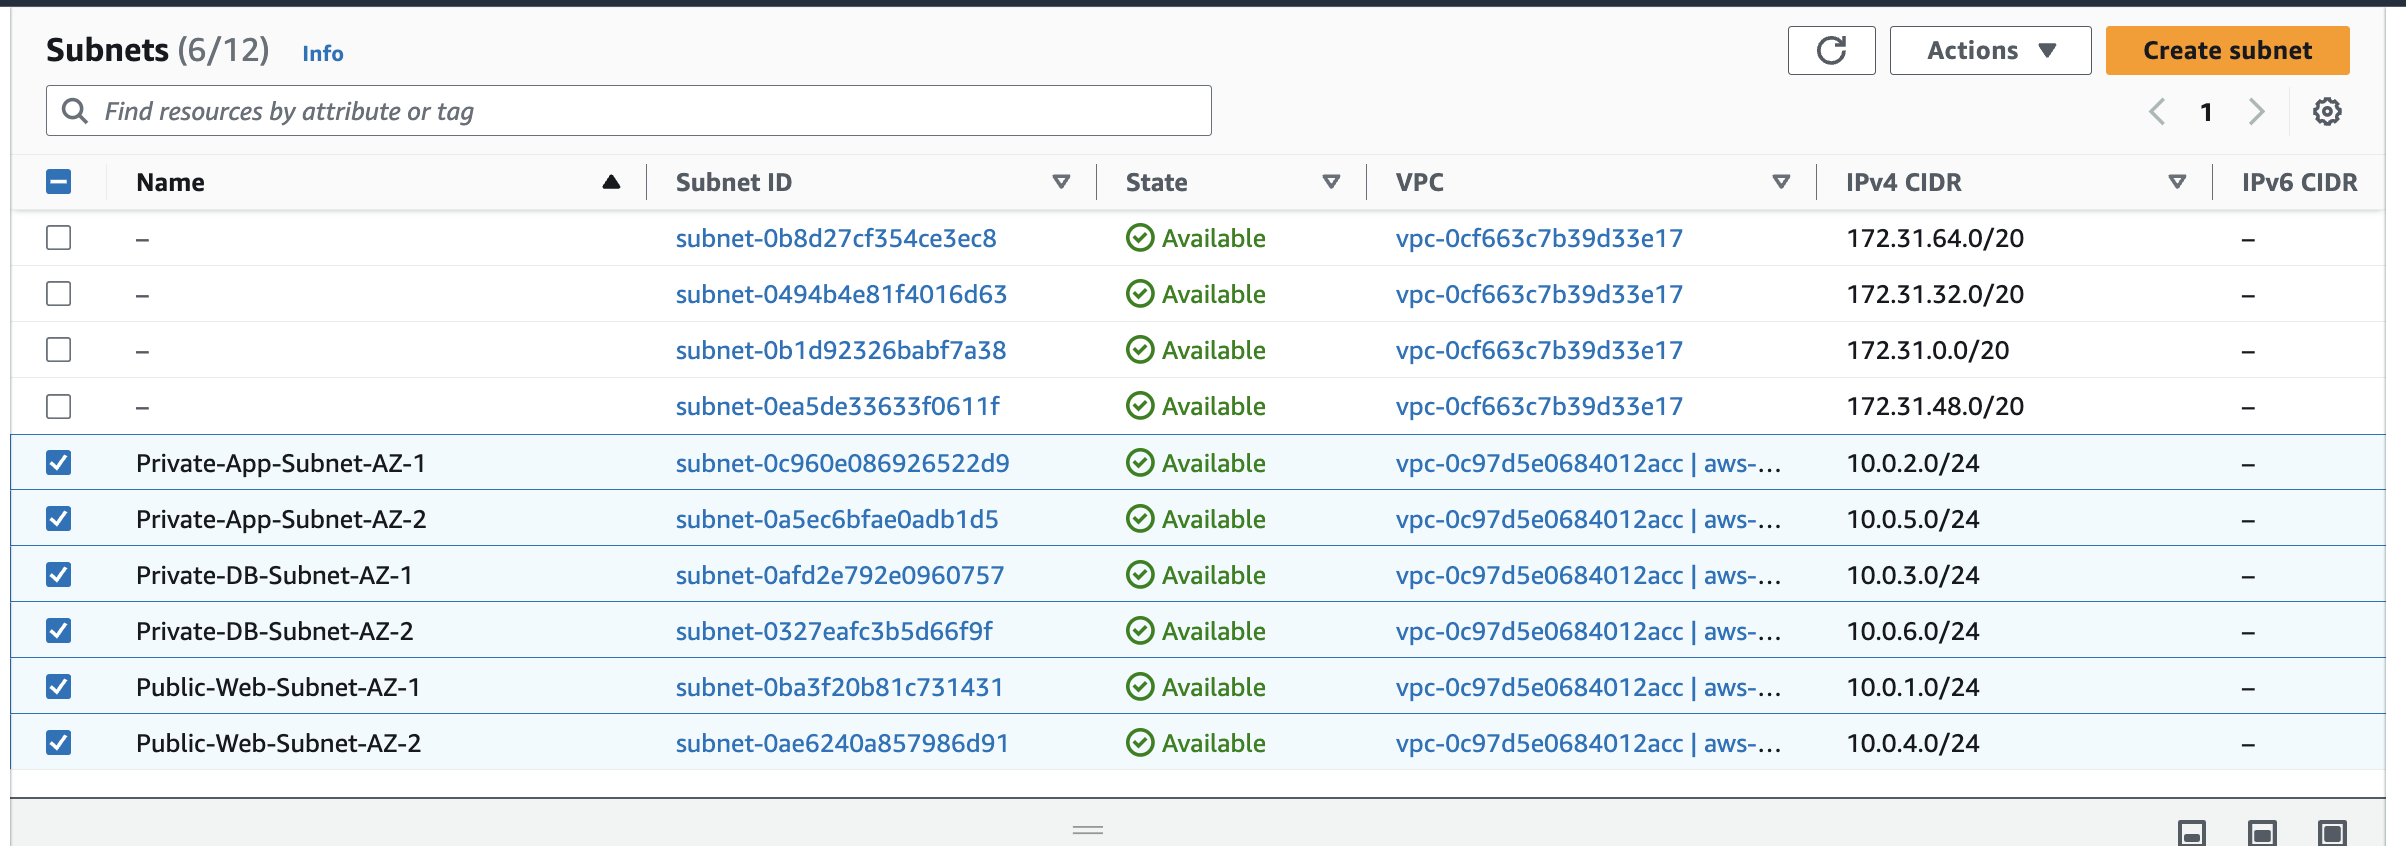 Subnets (6/12) Info Actions Create subnet
Find resources by attribute or tag 1
Name Subnet ID State VPC IPv4 CIDR IPv6 CIDR
– subnet-0b8d27cf354ce3ec8 Available vpc-0cf663c7b39d33e17 172.31.64.0/20 –
– subnet-0494b4e81f4016d63 Available vpc-0cf663c7b39d33e17 172.31.32.0/20 –
– subnet-0b1d92326babf7a38 Available vpc-0cf663c7b39d33e17 172.31.0.0/20 –
– subnet-0ea5de33633f0611f Available vpc-0cf663c7b39d33e17 172.31.48.0/20 –
Private-App-Subnet-AZ-1 subnet-0c960e086926522d9 Available vpc-0c97d5e0684012acc | aws-... 10.0.2.0/24 –
Private-App-Subnet-AZ-2 subnet-0a5ec6bfae0adb1d5 Available vpc-0c97d5e0684012acc | aws-... 10.0.5.0/24 –
Private-DB-Subnet-AZ-1 subnet-0afd2e792e0960757 Available vpc-0c97d5e0684012acc | aws-... 10.0.3.0/24 –
Private-DB-Subnet-AZ-2 subnet-0327eafc3b5d66f9f Available vpc-0c97d5e0684012acc | aws-... 10.0.6.0/24 –
Public-Web-Subnet-AZ-1 subnet-0ba3f20b81c731431 Available vpc-0c97d5e0684012acc | aws-... 10.0.1.0/24 –
Public-Web-Subnet-AZ-2 subnet-0ae6240a857986d91 Available vpc-0c97d5e0684012acc | aws-... 10.0.4.0/24 –